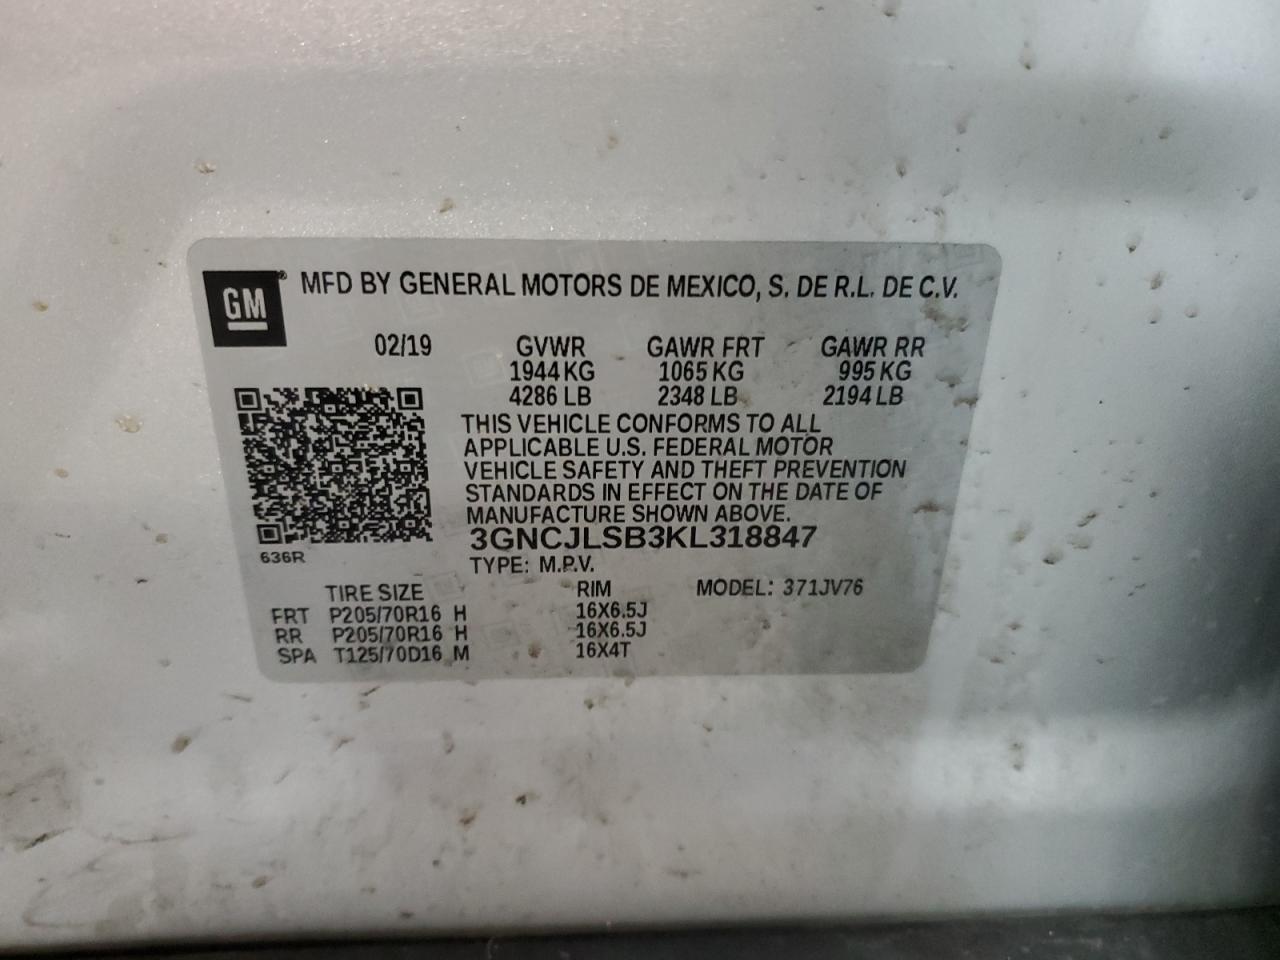 GM ® MFD BY GENERAL MOTORS DE MEXICO, S. DE R.L. DE C.V.
02/19 GVWR GAWR FRT GAWR RR
1944 KG 1065 KG 995 KG
4286 LB 2348 LB 2194 LB
THIS VEHICLE CONFORMS TO ALL
APPLICABLE U.S. FEDERAL MOTOR
VEHICLE SAFETY AND THEFT PREVENTION
STANDARDS IN EFFECT ON THE DATE OF
MANUFACTURE SHOWN ABOVE.
3GNCJLSB3KL318847
636R
TYPE: M.P.V.
TIRE SIZE RIM MODEL: 371JV76
FRT P205/70R16 H 16X6.5J
RR P205/70R16 H 16X6.5J
SPA T125/70D16 M 16X4T